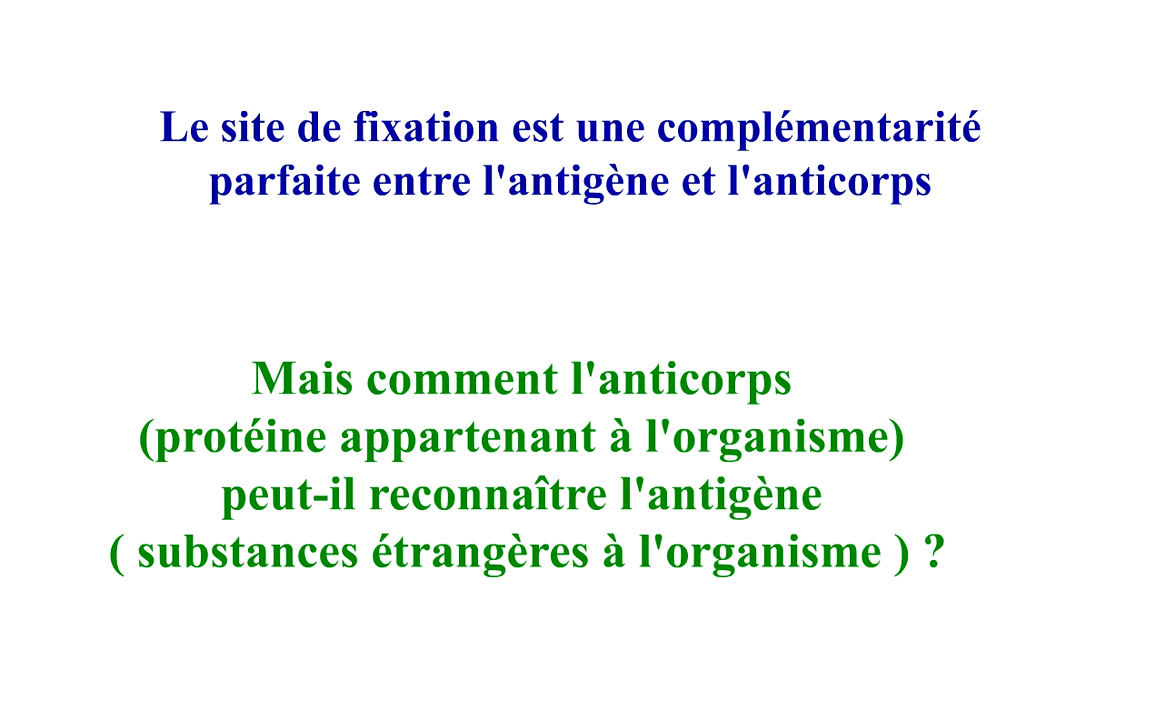 Le site de fixation est une complémentarité
parfaite entre l'antigène et l'anticorps
Mais comment l'anticorps
(protéine appartenant à l'organisme)
peut-il reconnaître l'antigène
( substances étrangères à l'organisme ) ?